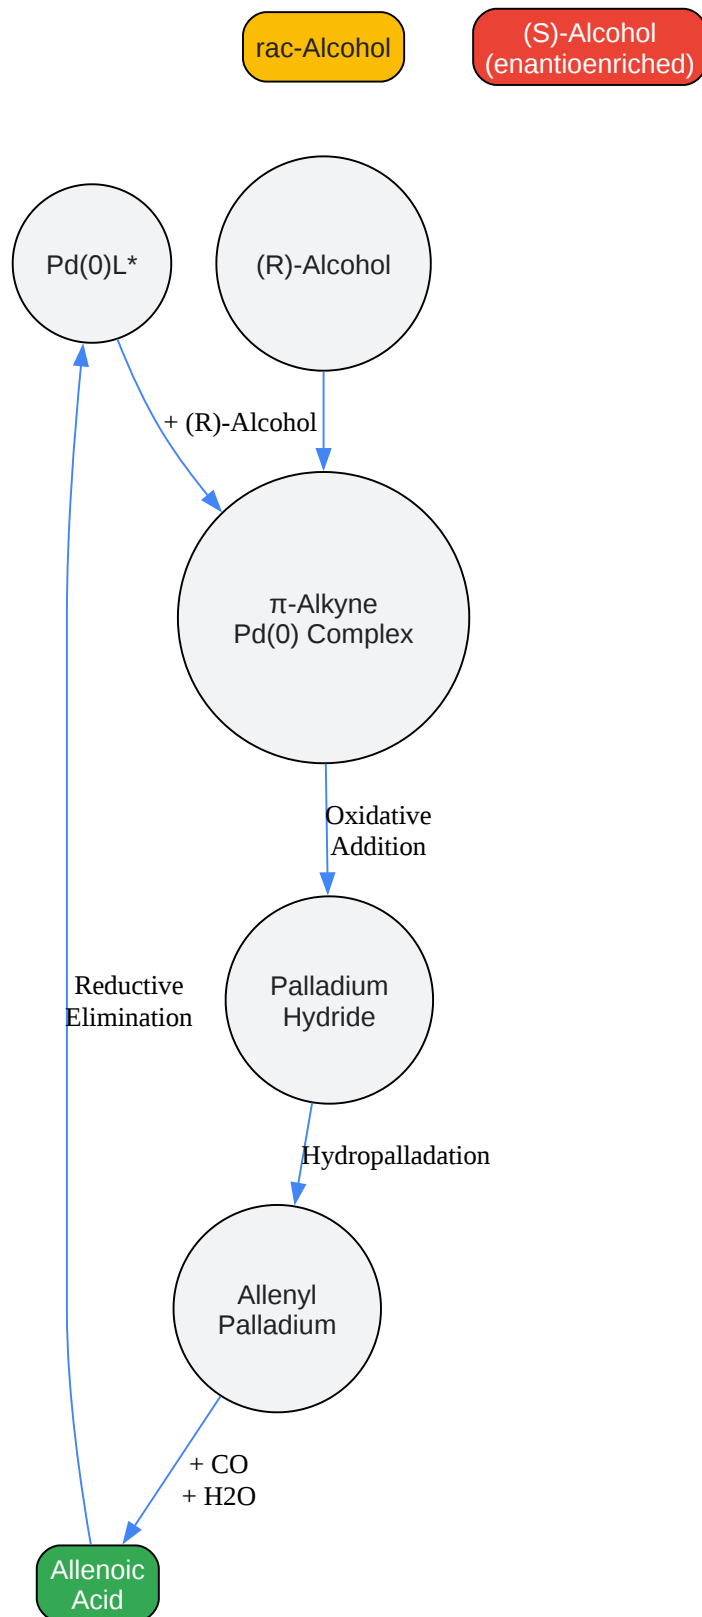 rac-Alcohol
(S)-Alcohol
(enantioenriched)
Pd(0)L*
(R)-Alcohol
+ (R)-Alcohol
π-Alkyne
Pd(0) Complex
Oxidative
Addition
Palladium
Hydride
Reductive
Elimination
Hydropalladation
Allenyl
Palladium
+ CO
+ H2O
Allenoic
Acid